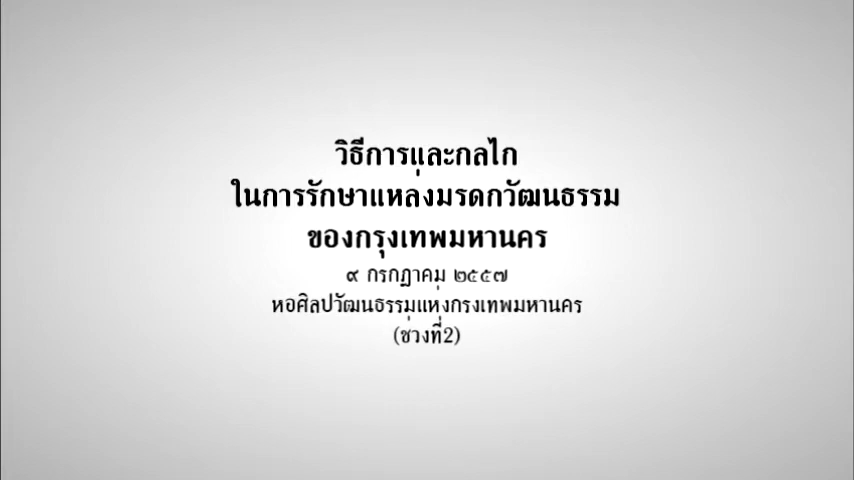 วิธีการและกลไก
ในการรักษาแหล่งมรดกวัฒนธรรม
ของกรุงเทพมหานคร
๙ กรกฎาคม ๒๕๕๗
หอศิลปวัฒนธรรมแห่งกรงเทพมหานคร
(ช่วงที่2)